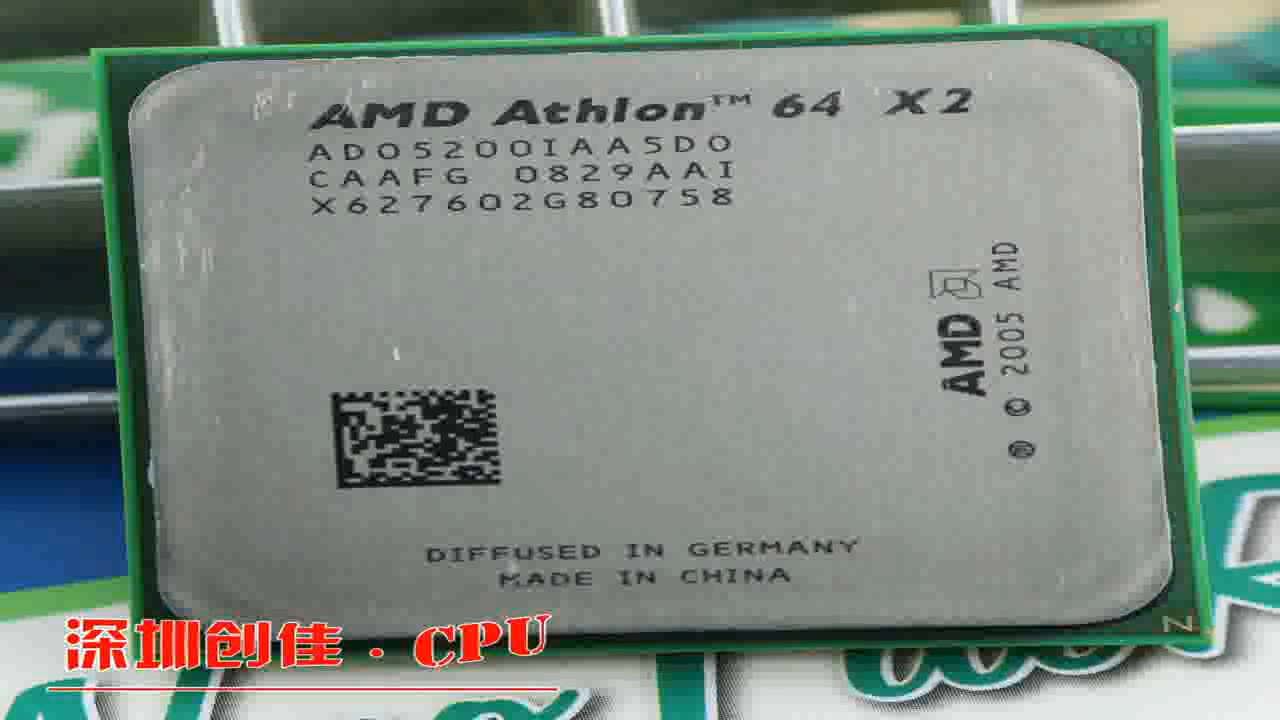 AMD Athlon™ 64 X2
ADO5200IAA5DO
CAAFG 0829AAI
X627602G80758
AMD
® © 2005 AMD
DIFFUSED IN GERMANY
MADE IN CHINA
N
深圳创佳．CPU